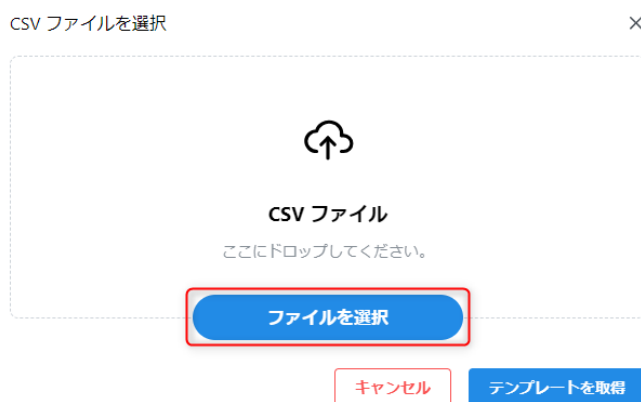 CSV ファイルを選択
CSV ファイル
ここにドロップしてください。
ファイルを選択
キャンセル
テンプレートを取得